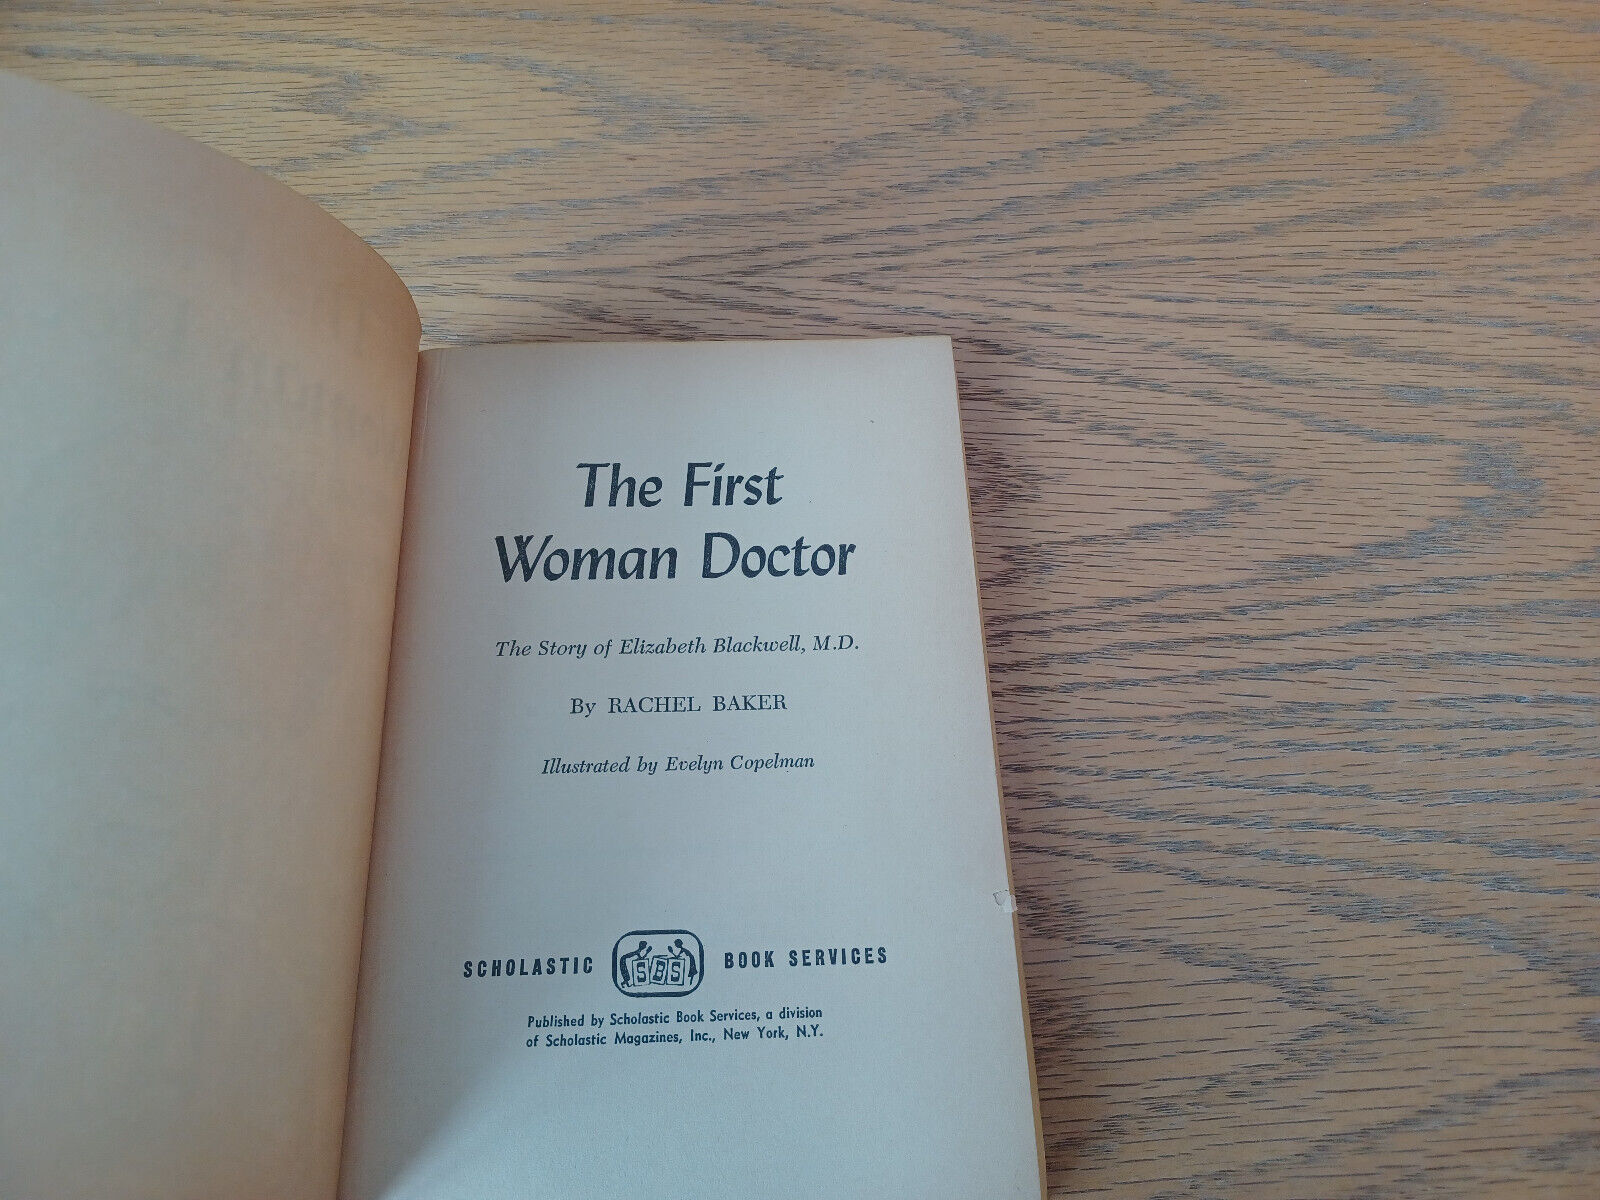 The First
Woman Doctor
The Story of Elizabeth Blackwell, M.D.
By RACHEL BAKER
Illustrated by Evelyn Copelman
SCHOLASTIC SBS BOOK SERVICES
Published by Scholastic Book Services, a division
of Scholastic Magazines, Inc., New York, N.Y.